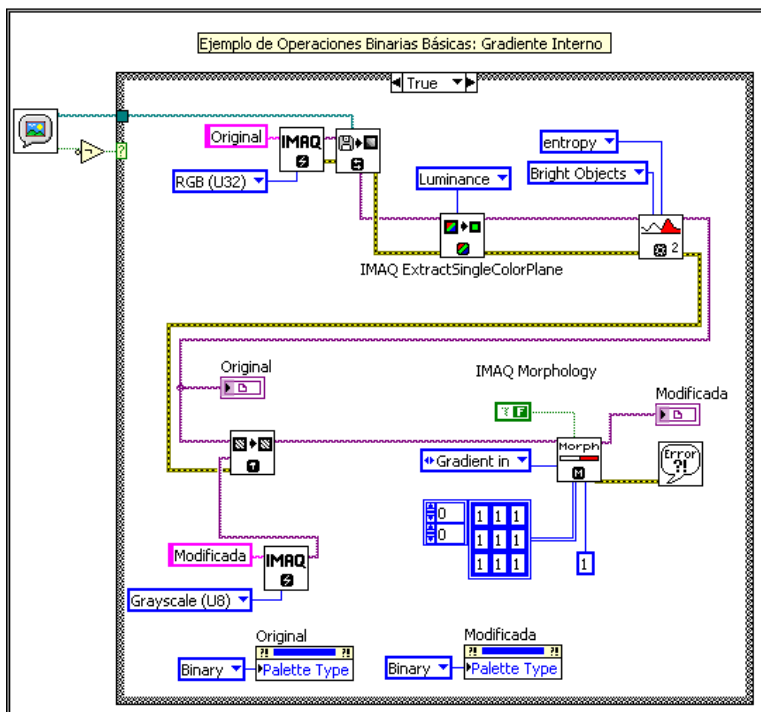 Ejemplo de Operaciones Binarias Básicas: Gradiente Interno
True
?
Original
IMAQ
RGB (U32)
entropy
Luminance
Bright Objects
2
IMAQ ExtractSingleColorPlane
Original
IMAQ Morphology
Modificada
F
Morph
M
Error
?!
Gradient in
0
0
1 1 1
1 1 1
1 1 1
1
Modificada
IMAQ
Grayscale (U8)
Original
?! ?!
Binary
Palette Type
Modificada
?! ?!
Binary
Palette Type